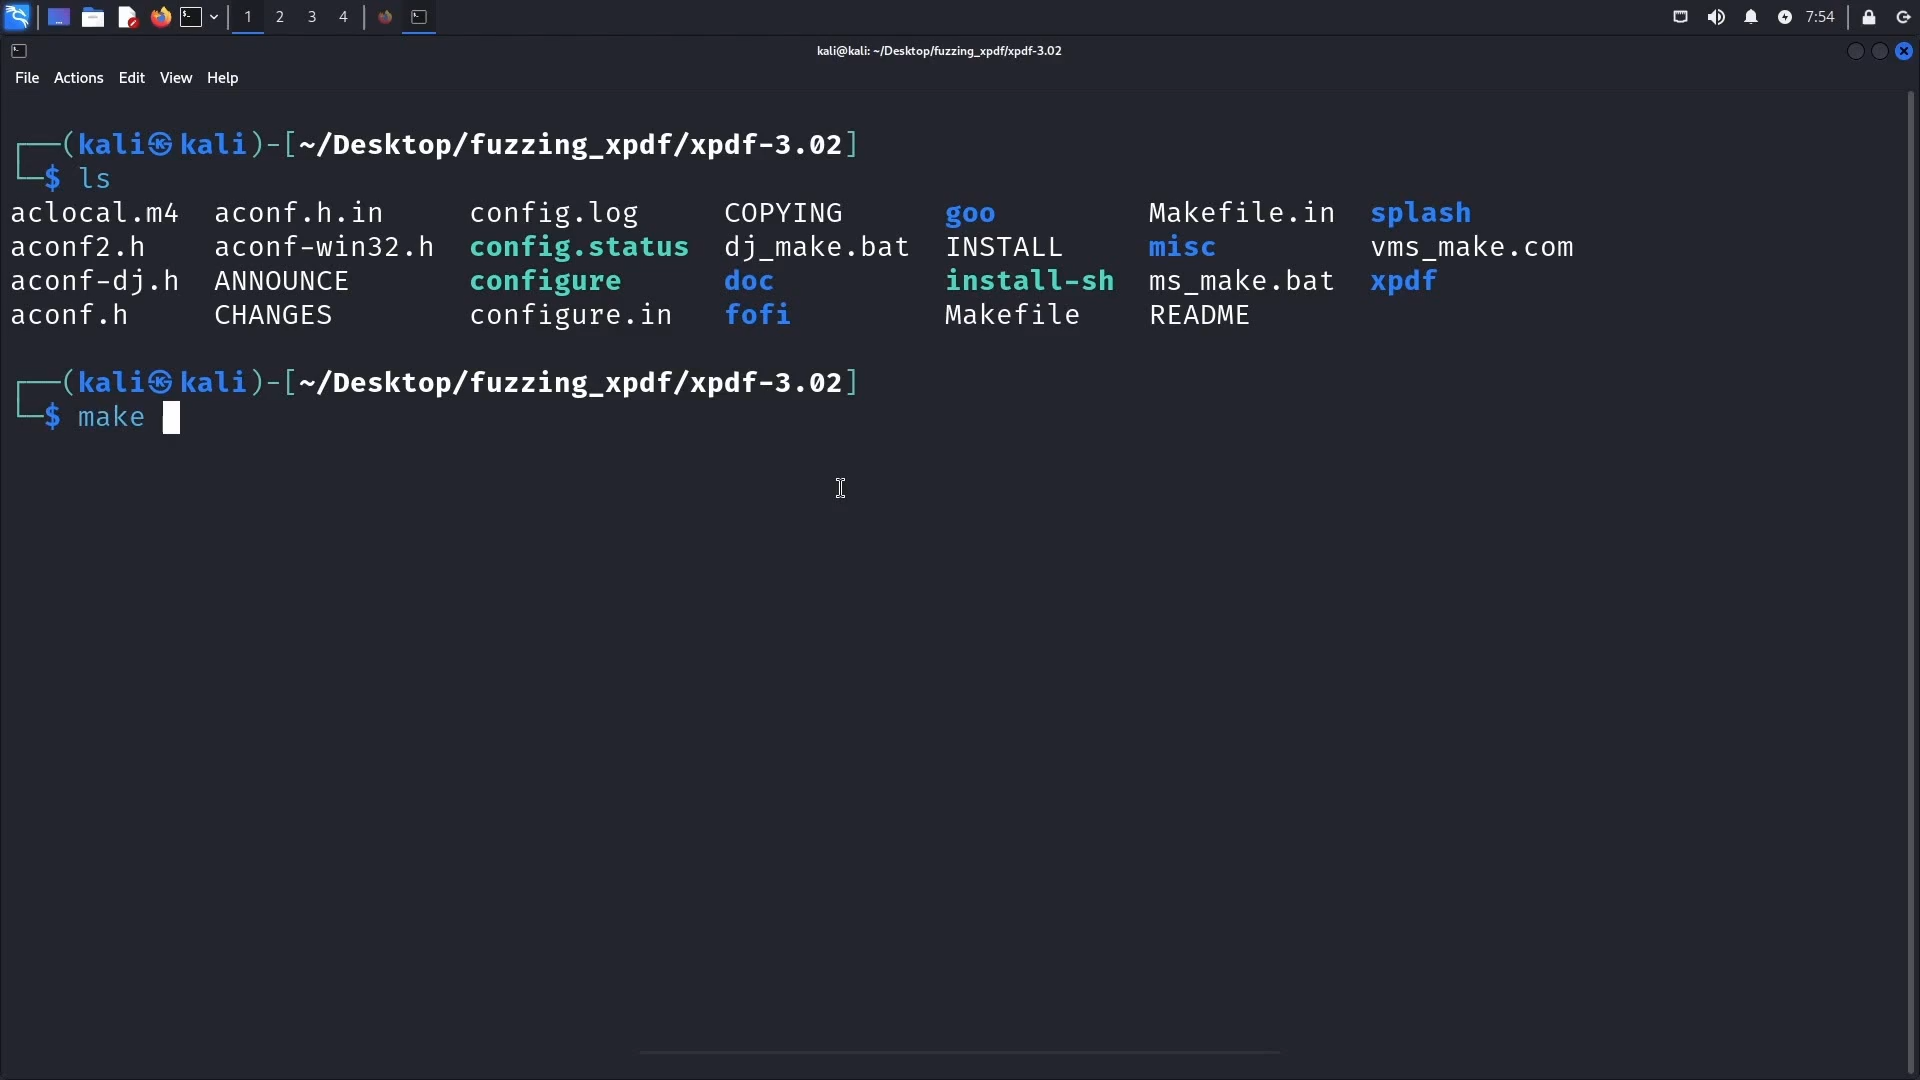 1 2 3 4 7:54
kali@kali: ~/Desktop/fuzzing_xpdf/xpdf-3.02
File Actions Edit View Help
┌──(kali㉿kali)-[~/Desktop/fuzzing_xpdf/xpdf-3.02]
└─$ ls
aclocal.m4 aconf.h.in config.log COPYING goo Makefile.in splash
aconf2.h aconf-win32.h config.status dj_make.bat INSTALL misc vms_make.com
aconf-dj.h ANNOUNCE configure doc install-sh ms_make.bat xpdf
aconf.h CHANGES configure.in fofi Makefile README
┌──(kali㉿kali)-[~/Desktop/fuzzing_xpdf/xpdf-3.02]
└─$ make